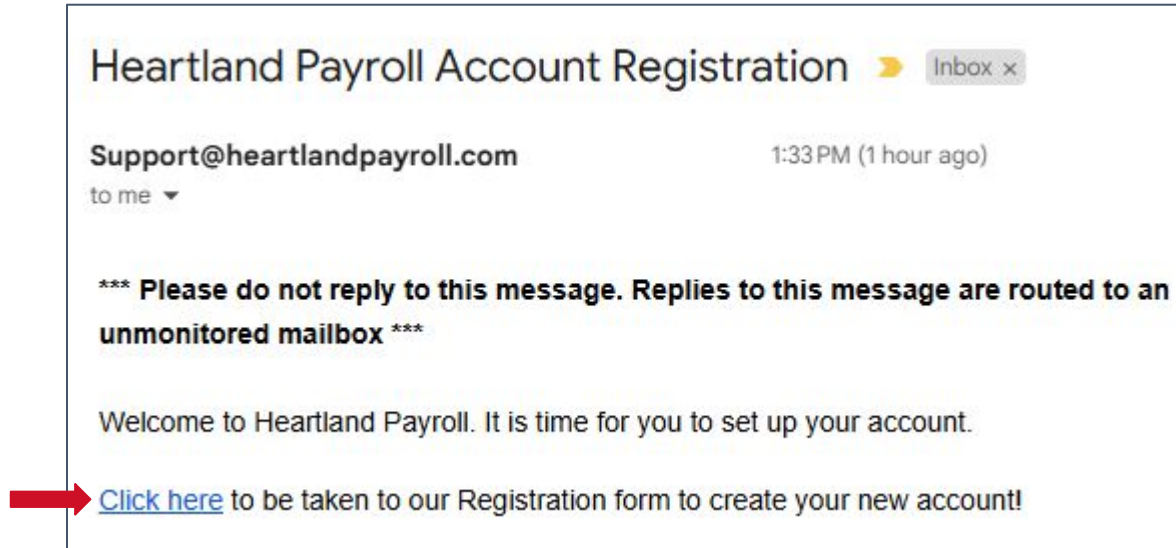 Heartland Payroll Account Registration Inbox x
Support@heartlandpayroll.com 1:33 PM (1 hour ago)
to me
*** Please do not reply to this message. Replies to this message are routed to an
unmonitored mailbox ***
Welcome to Heartland Payroll. It is time for you to set up your account.
Click here to be taken to our Registration form to create your new account!